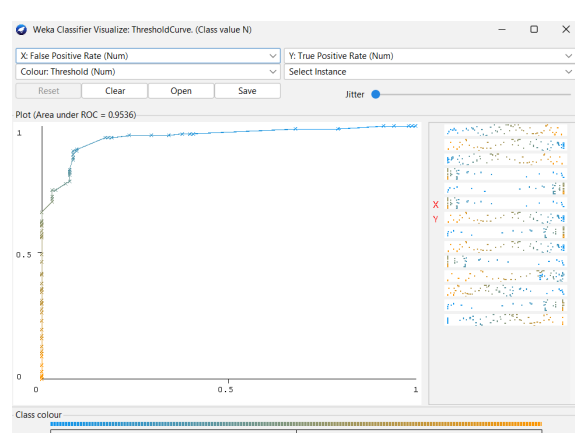 Weka Classifier Visualize: ThresholdCurve. (Class value N)
X: False Positive Rate (Num) Y: True Positive Rate (Num)
Colour: Threshold (Num) Select Instance
Reset Clear Open Save Jitter
Plot (Area under ROC = 0.9536)
1
X
Y
0.5
0
0 0.5 1
Class colour